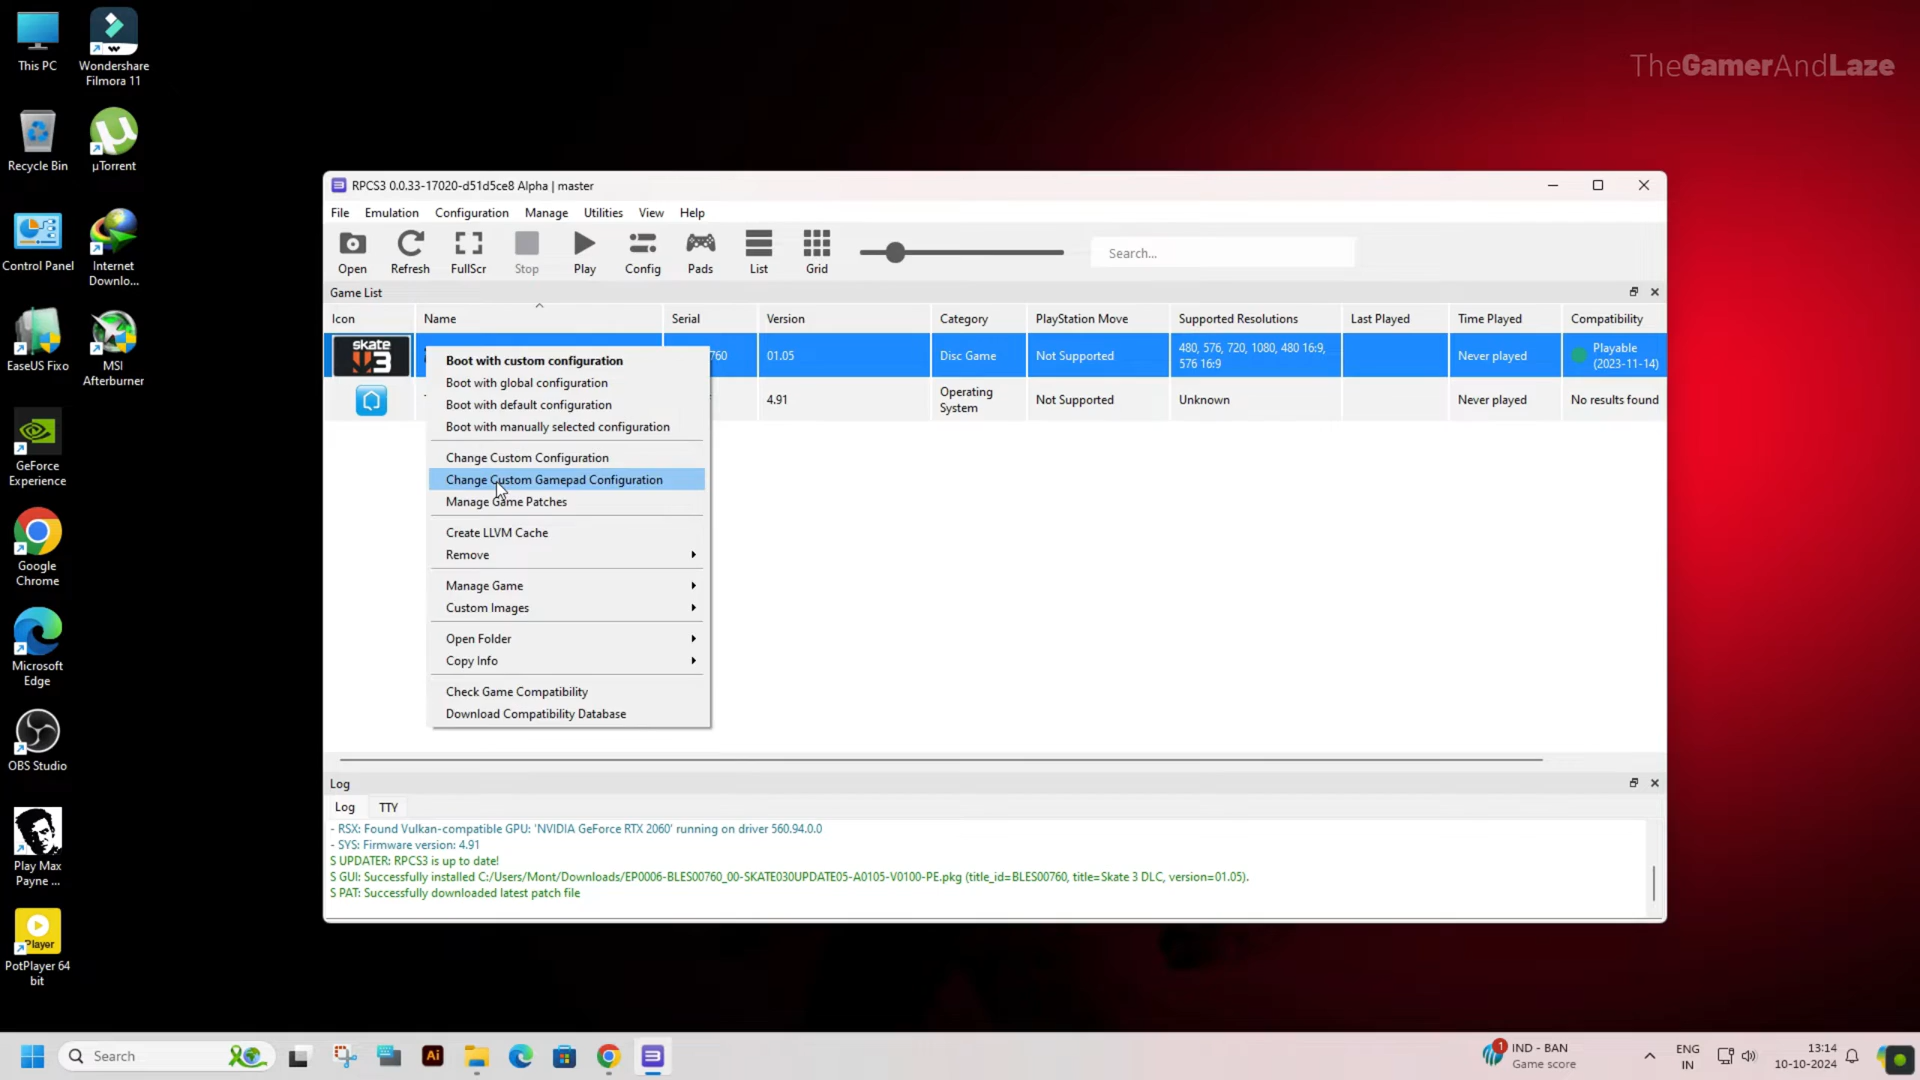 This PC
Wondershare
Filmora 11
Recycle Bin
µTorrent
Control Panel
Internet
Downlo...
EaseUS Fixo
MSI
Afterburner
GeForce
Experience
Google
Chrome
Microsoft
Edge
OBS Studio
Play Max
Payne ...
Player
PotPlayer 64
bit
TheGamerAndLaze
RPCS3 0.0.33-17020-d51d5ce8 Alpha | master
File Emulation Configuration Manage Utilities View Help
Open Refresh FullScr Stop Play Config Pads List Grid
Search...
Game List
Icon Name Serial Version Category PlayStation Move Supported Resolutions Last Played Time Played Compatibility
skate 3
760 01.05 Disc Game Not Supported 480, 576, 720, 1080, 480 16:9,
576 16:9
Never played Playable
(2023-11-14)
4.91 Operating
System
Not Supported Unknown Never played No results found
Boot with custom configuration
Boot with global configuration
Boot with default configuration
Boot with manually selected configuration
Change Custom Configuration
Change Custom Gamepad Configuration
Manage Game Patches
Create LLVM Cache
Remove
Manage Game
Custom Images
Open Folder
Copy Info
Check Game Compatibility
Download Compatibility Database
Log
Log TTY
- RSX: Found Vulkan-compatible GPU: 'NVIDIA GeForce RTX 2060' running on driver 560.94.0.0
- SYS: Firmware version: 4.91
S UPDATER: RPCS3 is up to date!
S GUI: Successfully installed C:/Users/Mont/Downloads/EP0006-BLES00760_00-SKATE030UPDATE05-A0105-V0100-PE.pkg (title_id=BLES00760, title=Skate 3 DLC, version=01.05).
S PAT: Successfully downloaded latest patch file
Search
Ai
1
IND - BAN
Game score
ENG
IN
13:14
10-10-2024